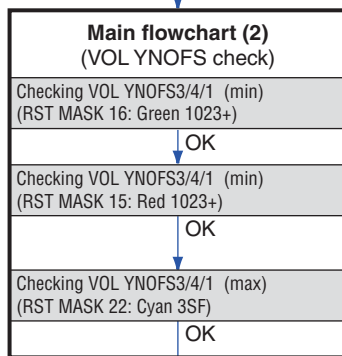 Main flowchart (2)
(VOL YNOFS check)
Checking VOL YNOFS3/4/1 (min)
(RST MASK 16: Green 1023+)
OK
Checking VOL YNOFS3/4/1 (min)
(RST MASK 15: Red 1023+)
OK
Checking VOL YNOFS3/4/1 (max)
(RST MASK 22: Cyan 3SF)
OK